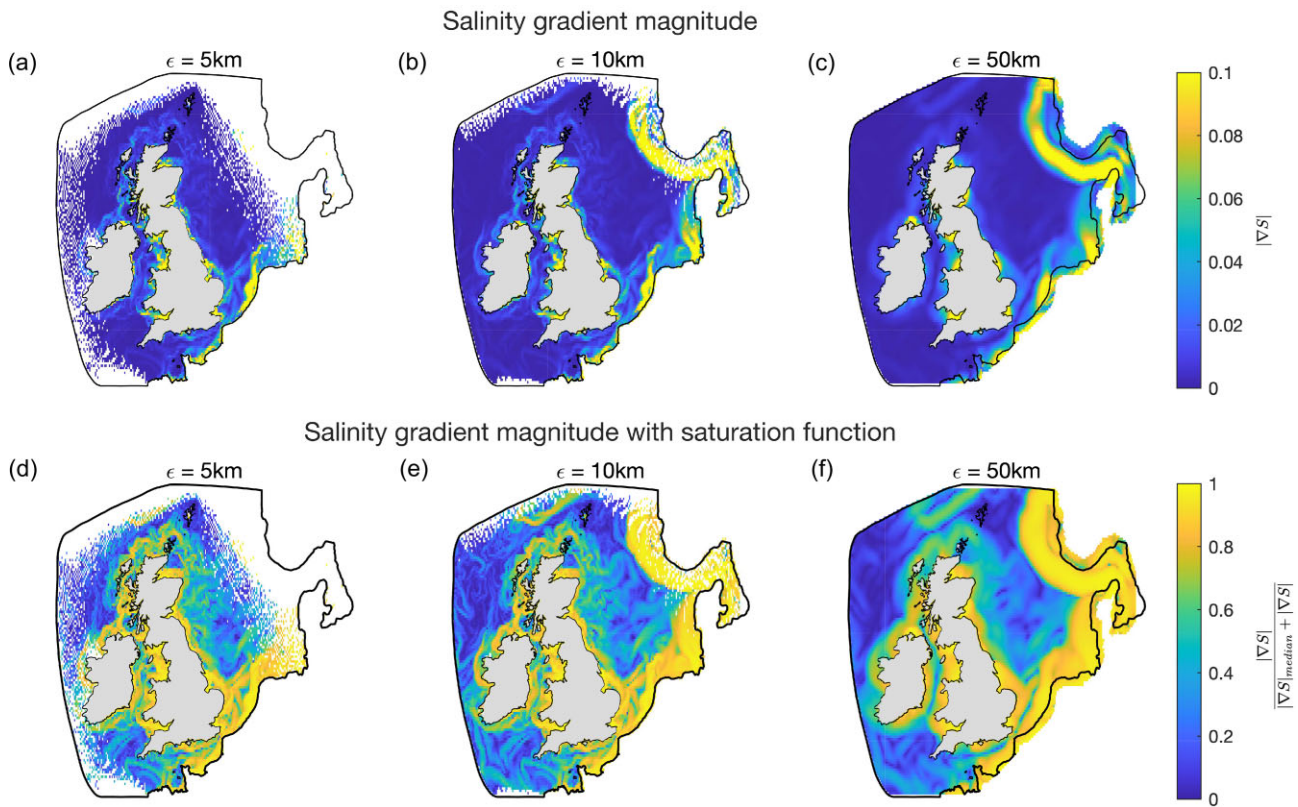 Salinity gradient magnitude
(a) ϵ = 5km
(b) ϵ = 10km
(c) ϵ = 50km
0.1
0.08
0.06
0.04
0.02
0
|∇S|
Salinity gradient magnitude with saturation function
(d) ϵ = 5km
(e) ϵ = 10km
(f) ϵ = 50km
1
0.8
0.6
0.4
0.2
0
|∇S|
|∇S|median + |∇S|